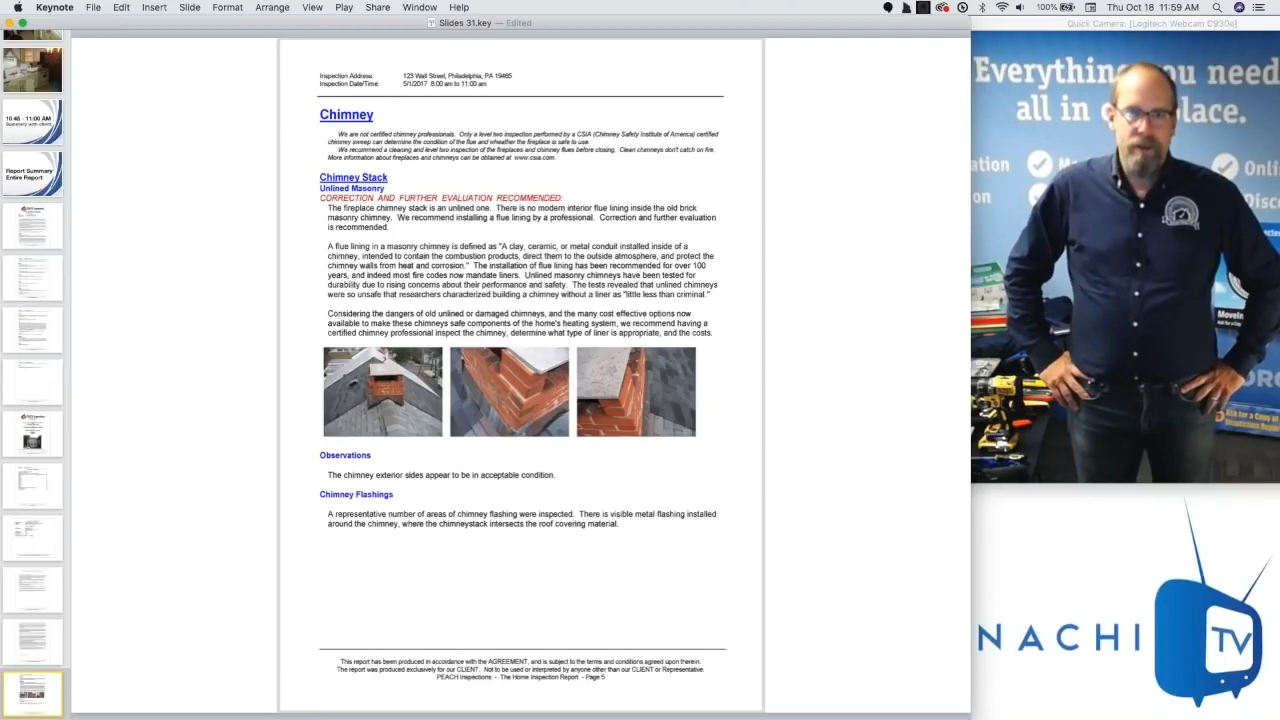 Keynote File Edit Insert Slide Format Arrange View Play Share Window Help
100% Thu Oct 18 11:59 AM
Slides 31.key — Edited
Quick Camera: [Logitech Webcam C930e]
10:45 - 11:00 AM
Summary with client
Report Summary
Entire Report
Inspection Address: 123 Wall Street, Philadelphia, PA 19465
Inspection Date/Time: 5/1/2017 8:00 am to 11:00 am
Chimney
We are not certified chimney professionals. Only a level two inspection performed by a CSIA (Chimney Safety Institute of America) certified
chimney sweep can determine the condition of the flue and wheather the fireplace is safe to use.
We recommend a cleaning and level two inspection of the fireplaces and chimney flues before closing. Clean chimneys don't catch on fire.
More information about fireplaces and chimneys can be obtained at www.csia.com.
Chimney Stack
Unlined Masonry
CORRECTION AND FURTHER EVALUATION RECOMMENDED:
The fireplace chimney stack is an unlined one. There is no modern interior flue lining inside the old brick
masonry chimney. We recommend installing a flue lining by a professional. Correction and further evaluation
is recommended.
A flue lining in a masonry chimney is defined as "A clay, ceramic, or metal conduit installed inside of a
chimney, intended to contain the combustion products, direct them to the outside atmosphere, and protect the
chimney walls from heat and corrosion." The installation of flue lining has been recommended for over 100
years, and indeed most fire codes now mandate liners. Unlined masonry chimneys have been tested for
durability due to rising concerns about their performance and safety. The tests revealed that unlined chimneys
were so unsafe that researchers characterized building a chimney without a liner as "little less than criminal."
Considering the dangers of old unlined or damaged chimneys, and the many cost effective options now
available to make these chimneys safe components of the home's heating system, we recommend having a
certified chimney professional inspect the chimney, determine what type of liner is appropriate, and the costs.
Observations
The chimney exterior sides appear to be in acceptable condition.
Chimney Flashings
A representative number of areas of chimney flashing were inspected. There is visible metal flashing installed
around the chimney, where the chimneystack intersects the roof covering material.
This report has been produced in accordance with the AGREEMENT, and is subject to the terms and conditions agreed upon therein.
The report was produced exclusively for our CLIENT. Not to be used or interpreted by anyone other than our CLIENT or Representative.
PEACH Inspections - The Home Inspection Report - Page 5
Everything you need
all in one place.
Online
NACHI TV